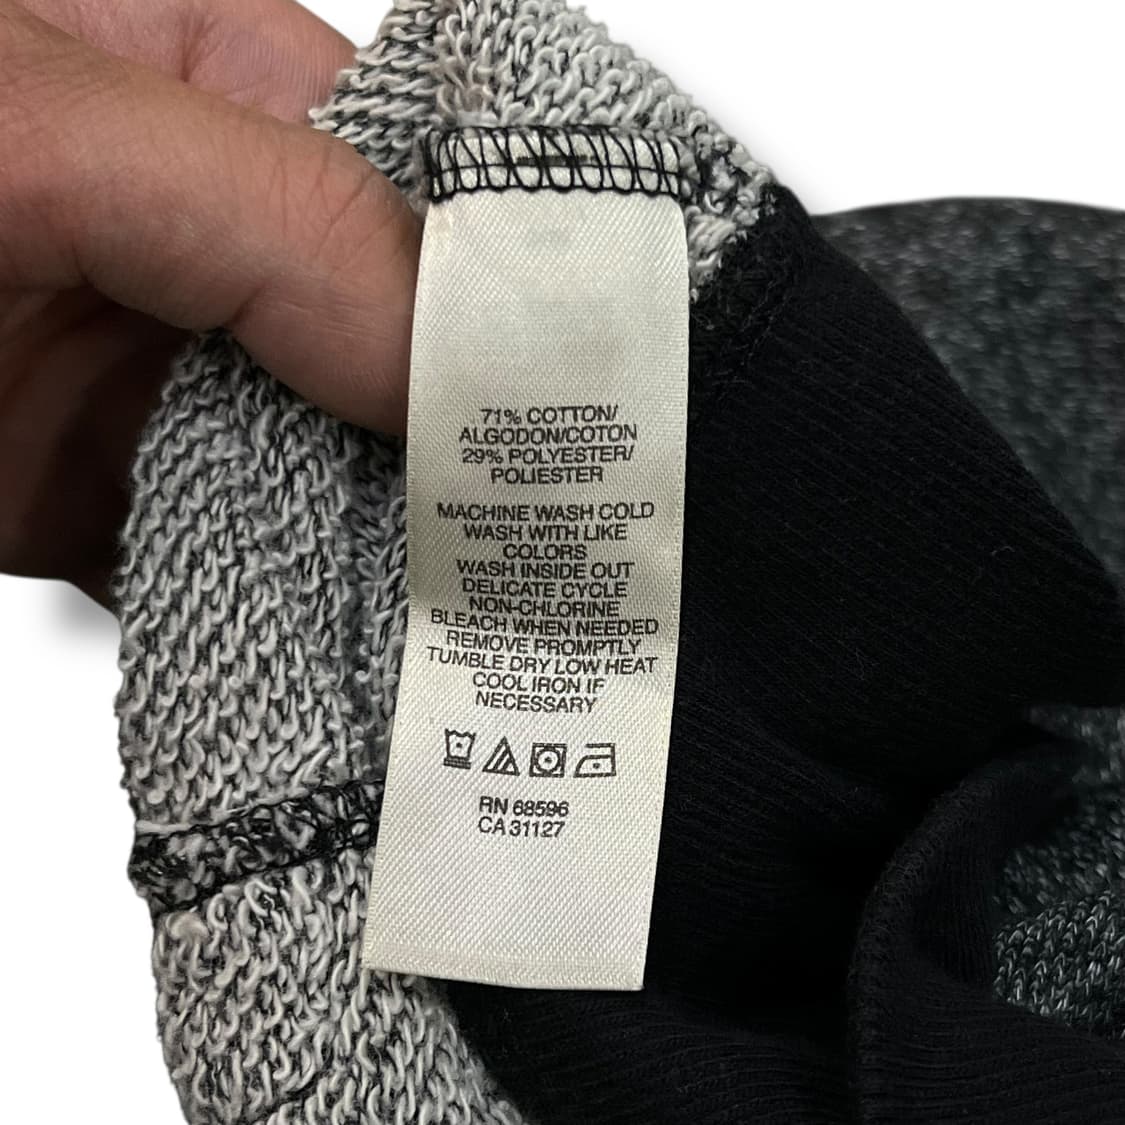 71% COTTON/
ALGODON/COTON
29% POLYESTER/
POLIESTER
MACHINE WASH COLD
WASH WITH LIKE
COLORS
WASH INSIDE OUT
DELICATE CYCLE
NON-CHLORINE
BLEACH WHEN NEEDED
REMOVE PROMPTLY
TUMBLE DRY LOW HEAT
COOL IRON IF
NECESSARY
RN 68596
CA 31127